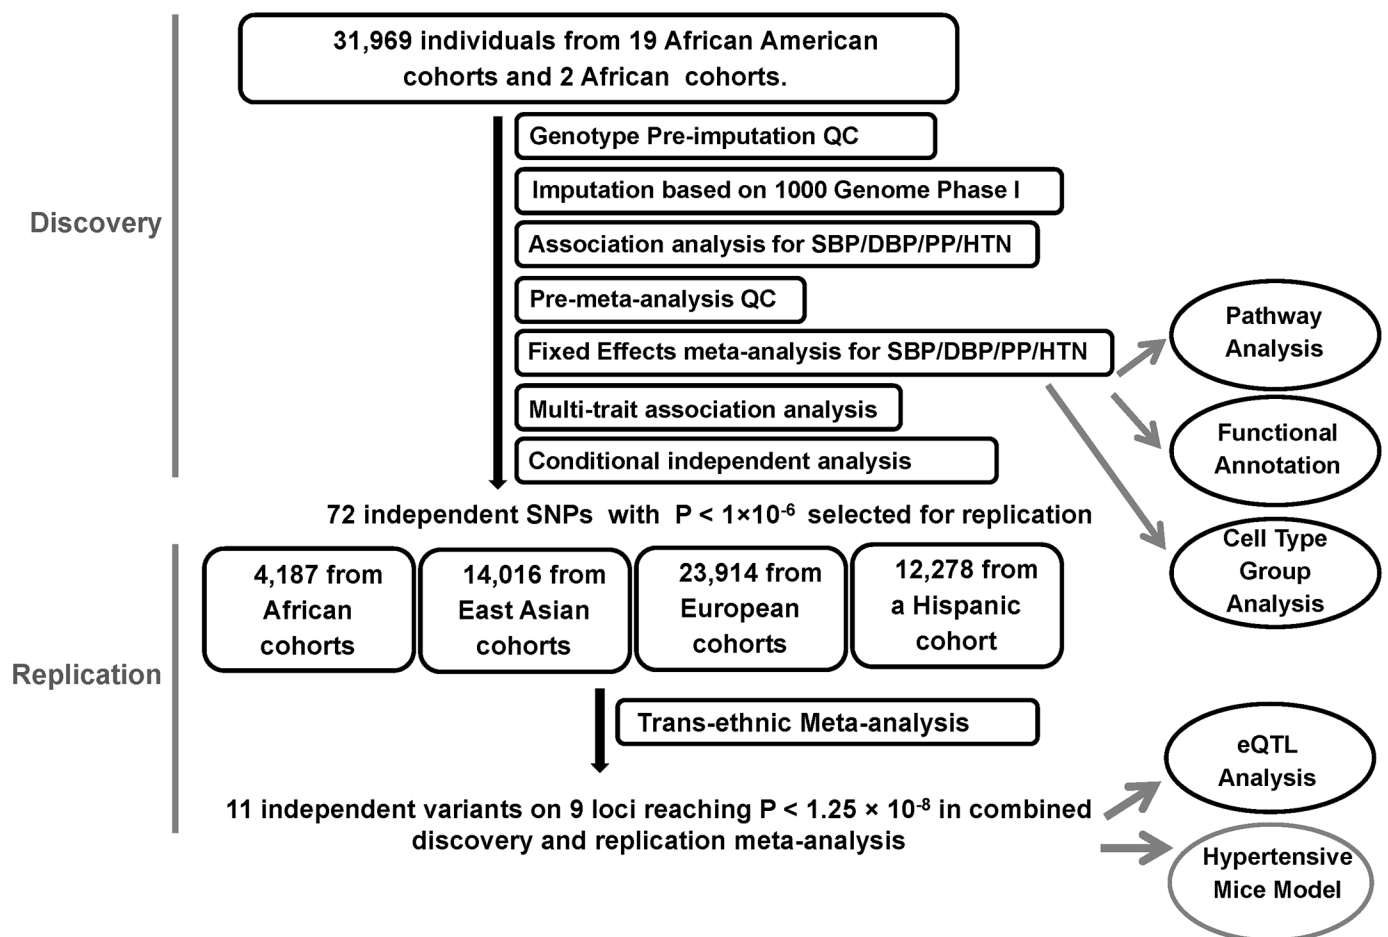 31,969 individuals from 19 African American
cohorts and 2 African cohorts.
Genotype Pre-imputation QC
Imputation based on 1000 Genome Phase I
Discovery
Association analysis for SBP/DBP/PP/HTN
Pre-meta-analysis QC
Fixed Effects meta-analysis for SBP/DBP/PP/HTN
Multi-trait association analysis
Conditional independent analysis
Pathway
Analysis
Functional
Annotation
Cell Type
Group
Analysis
72 independent SNPs with P < 1×10⁻⁶ selected for replication
Replication
4,187 from
African
cohorts
14,016 from
East Asian
cohorts
23,914 from
European
cohorts
12,278 from
a Hispanic
cohort
Trans-ethnic Meta-analysis
11 independent variants on 9 loci reaching P < 1.25 × 10⁻⁸ in combined
discovery and replication meta-analysis
eQTL
Analysis
Hypertensive
Mice Model